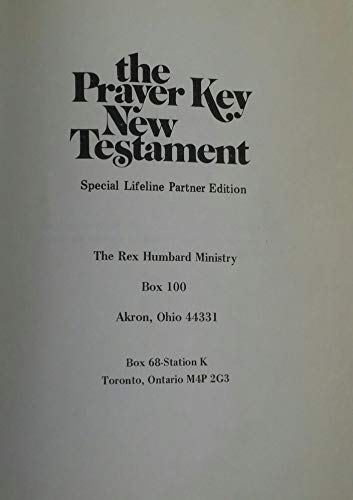 the
Prayer Key
New
Testament
Special Lifeline Partner Edition
The Rex Humbard Ministry
Box 100
Akron, Ohio 44331
Box 68-Station K
Toronto, Ontario M4P 2G3